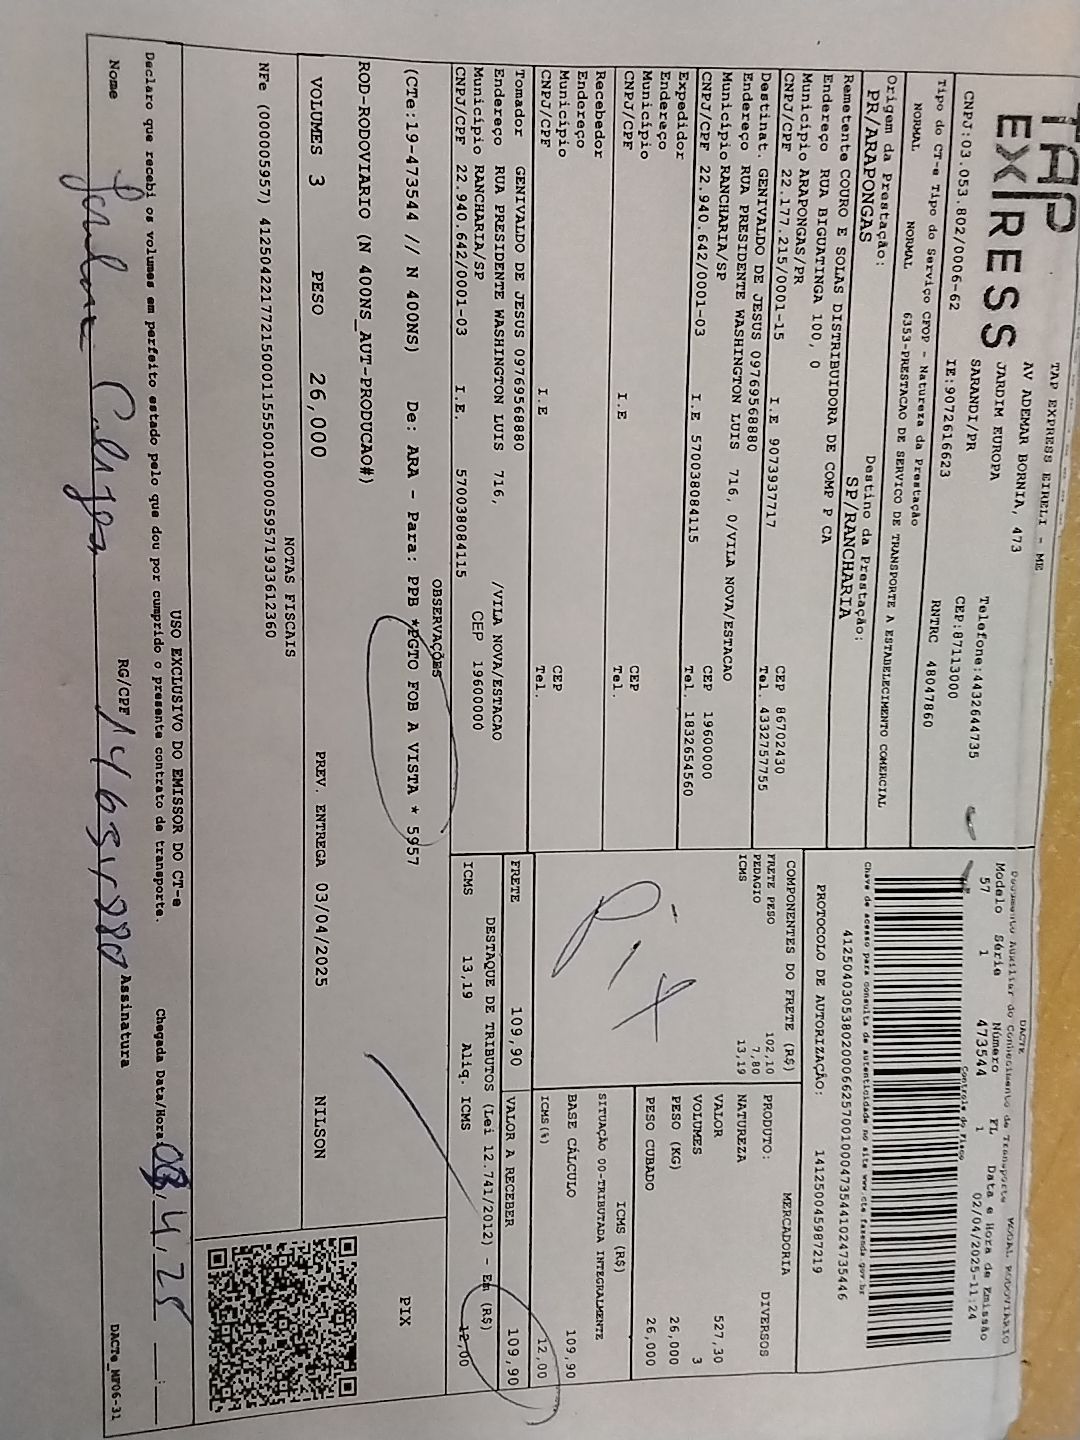 TAP
EXPRESS
TAP EXPRESS EIRELI - ME
AV ADEMAR BORNIA, 473
JARDIM EUROPA
SARANDI/PR
Telefone:4432644735
CEP:87113000
CNPJ:03.053.802/0006-62
IE:9072616623
RNTRC 48047860
Tipo do CT-e Tipo do Serviço CFOP - Natureza da Prestação
NORMAL NORMAL 6353-PRESTACAO DE SERVICO DE TRANSPORTE A ESTABELECIMENTO COMERCIAL
Origem da Prestação: Destino da Prestação:
PR/ARAPONGAS SP/RANCHARIA
Remetente COURO E SOLAS DISTRIBUIDORA DE COMP P CA
Endereço RUA BIGUATINGA 100, 0
Município ARAPONGAS/PR CEP 86702430
CNPJ/CPF 22.177.215/0001-15 I.E 9073937717 Tel. 4332757755
Destinat. GENIVALDO DE JESUS 09769568880
Endereço RUA PRESIDENTE WASHINGTON LUIS 716, 0/VILA NOVA/ESTACAO
Município RANCHARIA/SP CEP 19600000
CNPJ/CPF 22.940.642/0001-03 I.E 570038084115 Tel. 1832654560
Expedidor
Endereço
Município CEP
CNPJ/CPF I.E Tel.
Recebedor
Endereço
Município CEP
CNPJ/CPF I.E Tel.
Tomador GENIVALDO DE JESUS 09769568880
Endereço RUA PRESIDENTE WASHINGTON LUIS 716, /VILA NOVA/ESTACAO
Município RANCHARIA/SP CEP 19600000
CNPJ/CPF 22.940.642/0001-03 I.E. 570038084115
DACTE
Documento Auxiliar do Conhecimento de Transporte MODAL RODOVIÁRIO
Modelo Série Número FL Data e Hora de Emissão
57 1 473544 1 02/04/2025-11:24
Controle do Fisco
Chave de acesso para consulta de autenticidade no site www.cte.fazenda.gov.br
41250403053802000662570010004735441024735446
PROTOCOLO DE AUTORIZAÇÃO: 141250045987219
COMPONENTES DO FRETE (R$)
FRETE PESO 102,10
PEDAGIO 7,80
ICMS 13,19
Pix
MERCADORIA
PRODUTO: DIVERSOS
NATUREZA
VALOR 527,30
VOLUMES 3
PESO (KG) 26,000
PESO CUBADO 26,000
ICMS (R$)
SITUAÇÃO 00-TRIBUTADA INTEGRALMENTE
BASE CÁLCULO 109,90
ICMS(%) 12,00
FRETE 109,90 VALOR A RECEBER 109,90
DESTAQUE DE TRIBUTOS (Lei 12.741/2012) - Em (R$)
ICMS 13,19 Aliq. ICMS 12,00
OBSERVAÇÕES
(CTe:19-473544 // N 400NS) De: ARA - Para: PPB *PGTO FOB A VISTA * 5957
ROD-RODOVIARIO (N 400NS_AUT-PRODUCAO#)
PIX
VOLUMES 3 PESO 26,000 PREV. ENTREGA 03/04/2025 NILSON
NOTAS FISCAIS
NFe (000005957) 41250422177215000115550010000059571933612360
USO EXCLUSIVO DO EMISSOR DO CT-e
Declaro que recebi os volumes em perfeito estado pelo que dou por cumprido o presente contrato de transporte.
Chegada Data/Hora 4.25
Nome
RG/CPF
Assinatura
DACTe_MF06-31